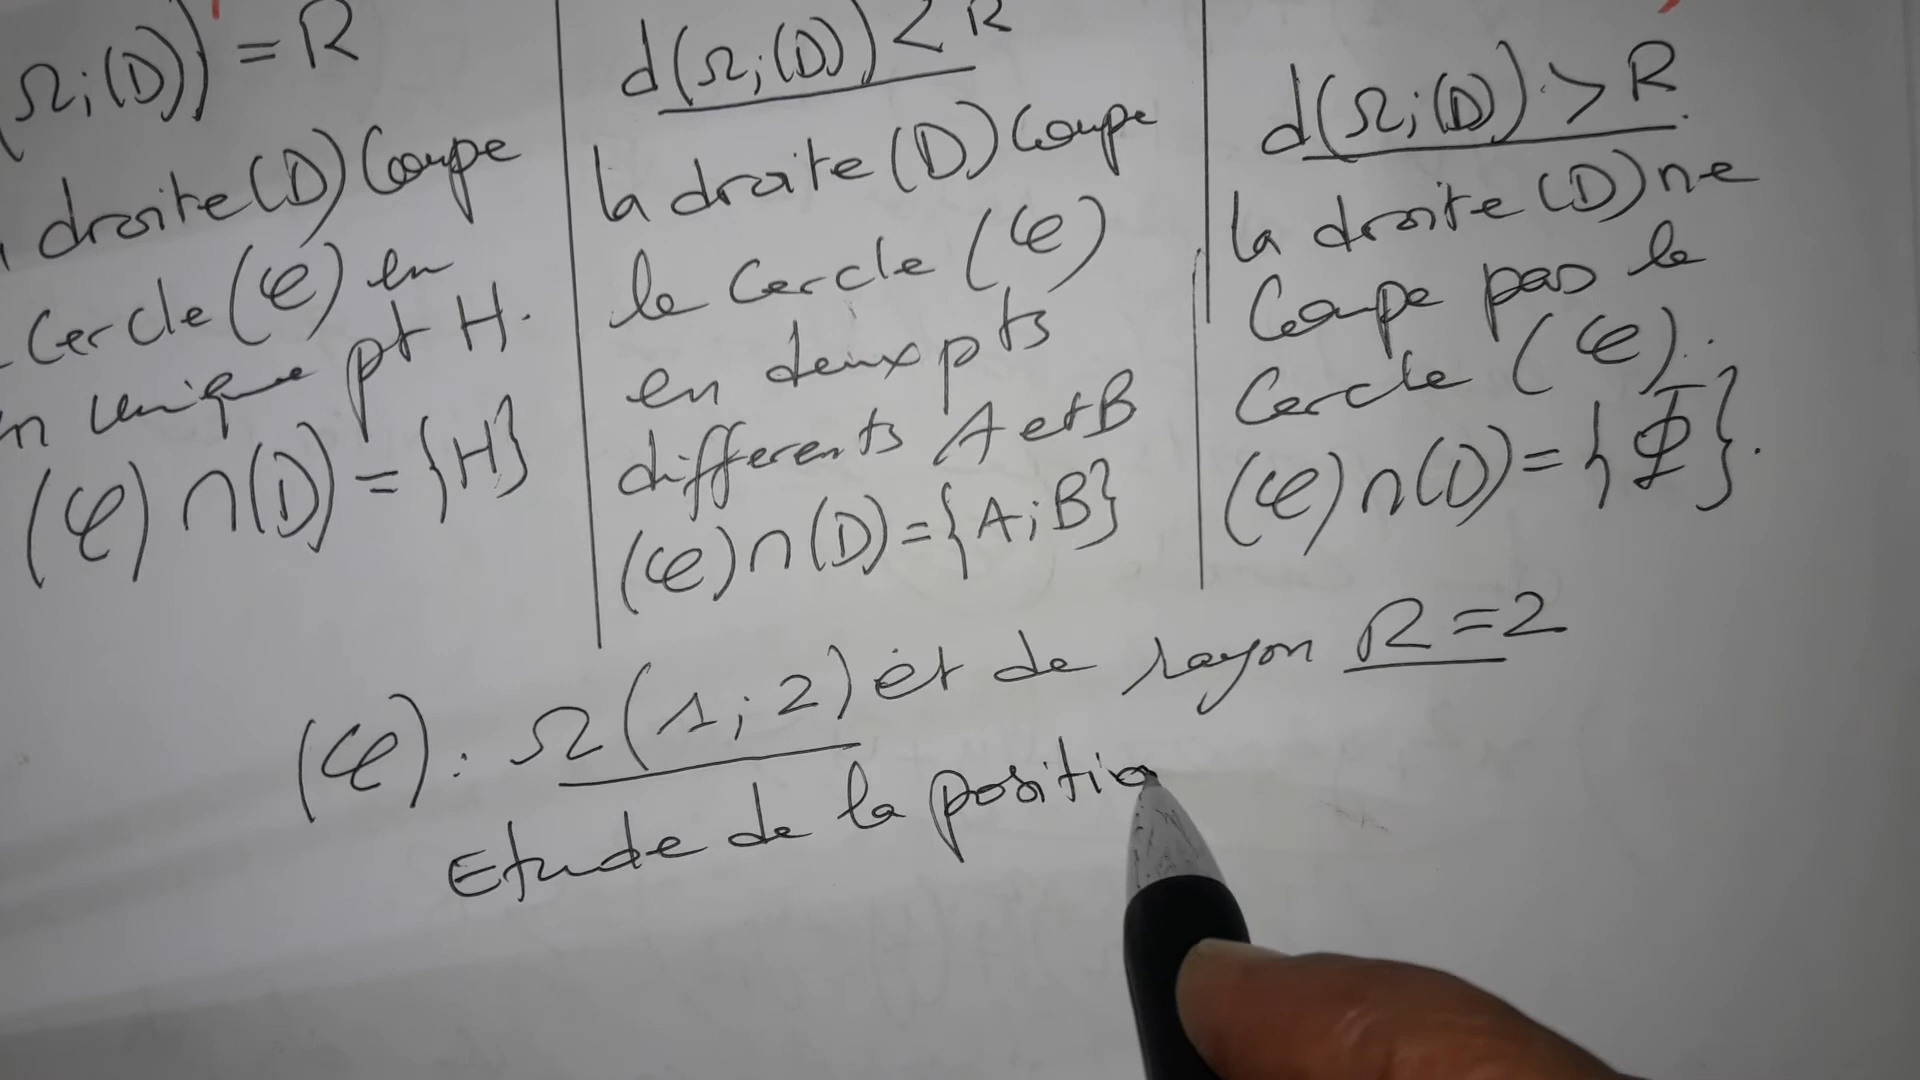 Ω;(D)) = R
droite (D) Coupe
Cercle (C) en
unique pt H.
(C) ∩ (D) = {H}
d(Ω;(D)) < R
la droite (D) Coupe
le Cercle (C)
en deux pts
differents A et B
(C) ∩ (D) = {A;B}
d(Ω;(D)) > R
la droite (D) ne
Coupe pas le
Cercle (C).
(C) ∩ (D) = {Φ}.
(C): Ω(1;2) et de rayon R = 2
Etude de la positio